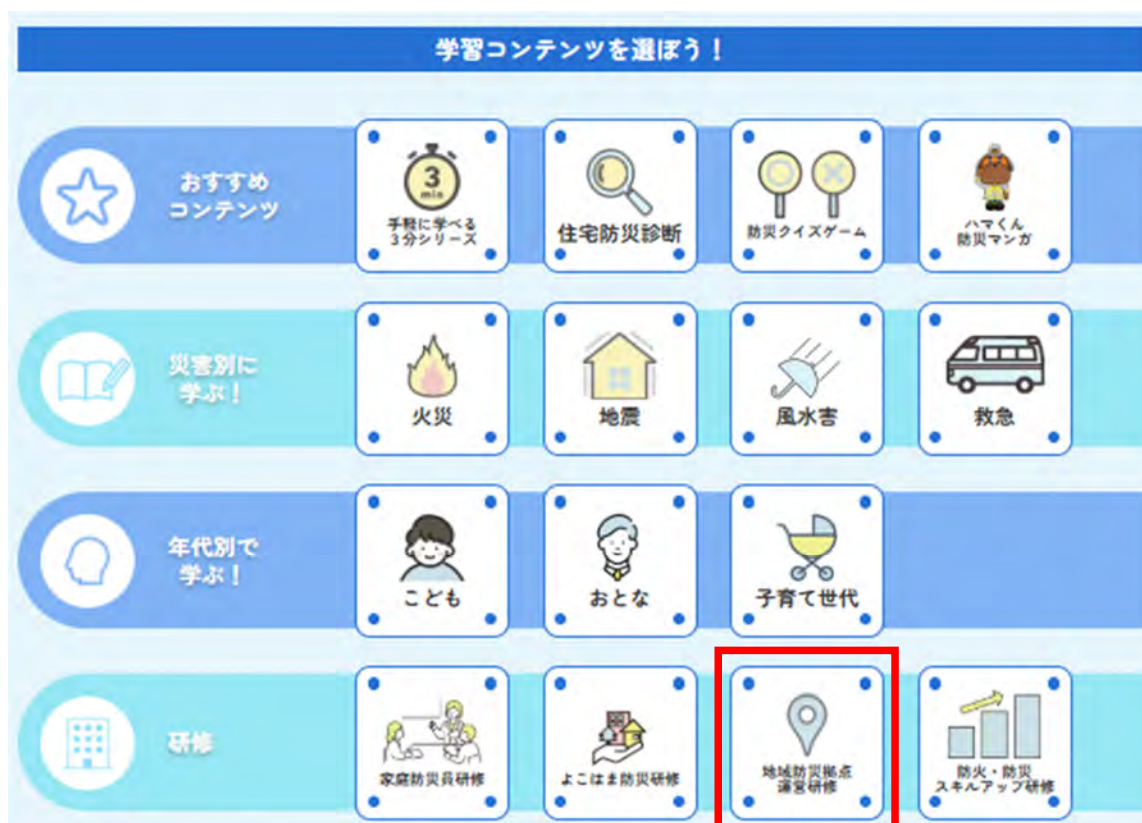 学習コンテンツを選ぼう！
おすすめ
コンテンツ
3
min
手軽に学べる
3分シリーズ
住宅防災診断
防災クイズゲーム
ハマくん
防災マンガ
災害別に
学ぶ！
火災
地震
風水害
救急
年代別で
学ぶ！
こども
おとな
子育て世代
研修
家庭防災員研修
よこはま防災研修
地域防災拠点
運営研修
防火・防災
スキルアップ研修